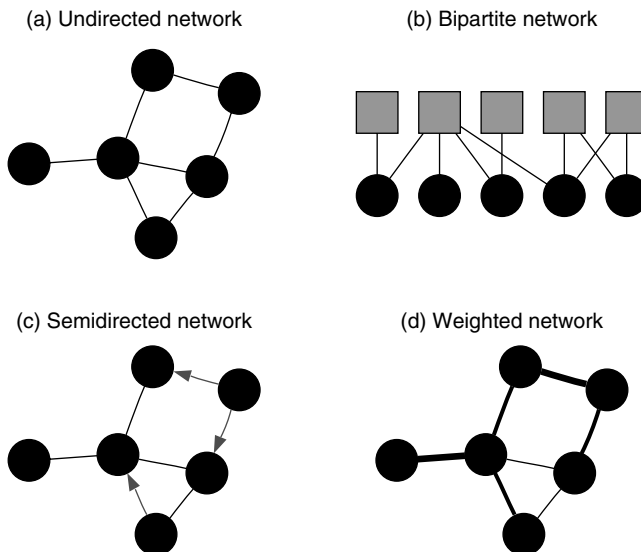 (a) Undirected network
(b) Bipartite network
(c) Semidirected network
(d) Weighted network